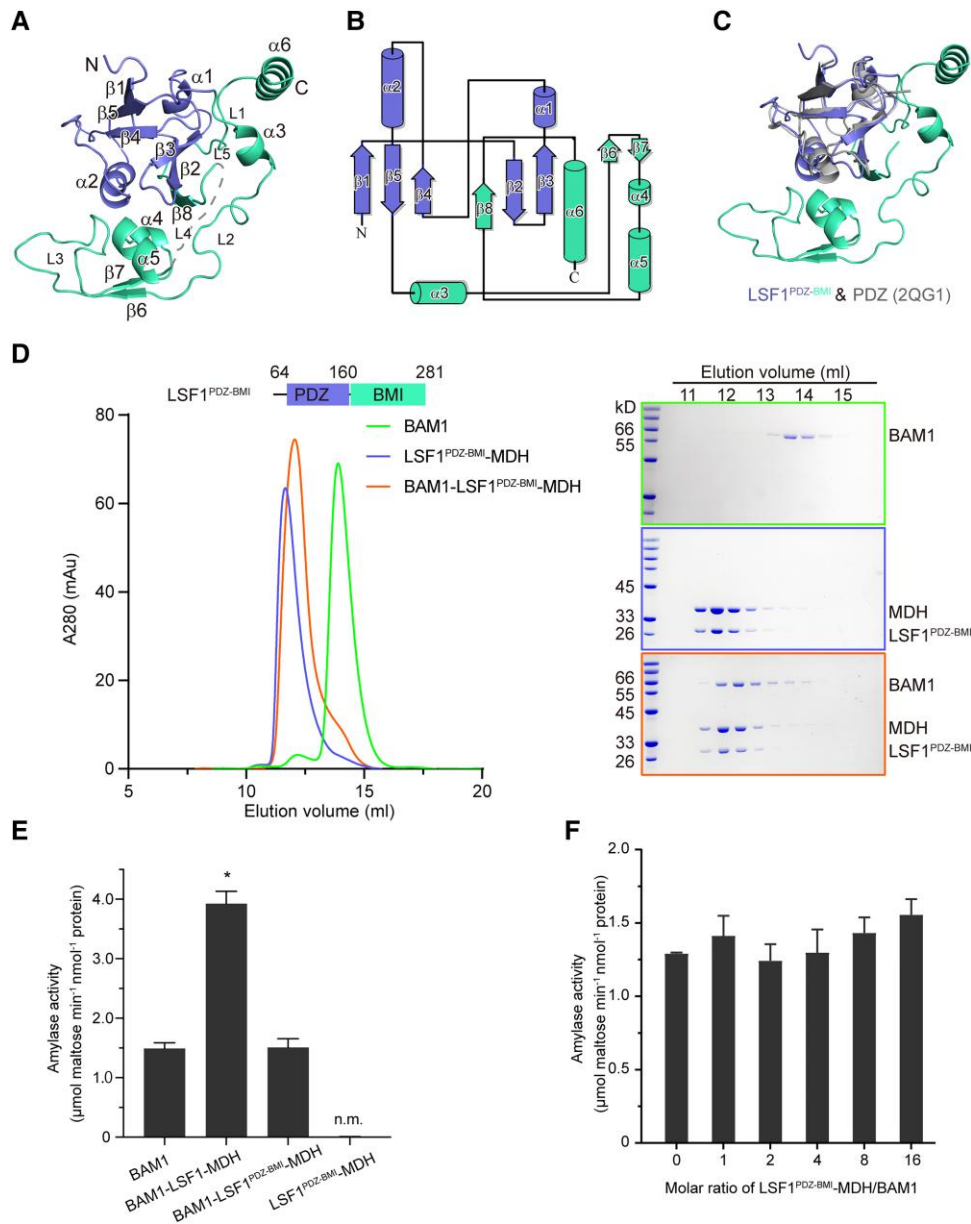 A
N
α6
α1
C
β1
β5
L1
α3
β4
β3
L5
α2
β2
β8
α4
L4
L2
L3
α5
β7
β6
B
α2
α1
β6
β7
β1
β5
β4
β8
β2
β3
α6
α4
α5
N
C
α3
C
LSF1PDZ-BMI & PDZ (2QG1)
D
64 160 281
LSF1PDZ-BMI PDZ BMI
BAM1
LSF1PDZ-BMI-MDH
BAM1-LSF1PDZ-BMI-MDH
80
60
40
20
0
A280 (mAu)
5 10 15 20
Elution volume (ml)
Elution volume (ml)
11 12 13 14 15
kD
66
55
BAM1
45
33
26
MDH
LSF1PDZ-BMI
66
55
45
33
26
BAM1
MDH
LSF1PDZ-BMI
E
Amylase activity
(μmol maltose min-1 nmol-1 protein)
4.0
3.0
2.0
1.0
0
*
n.m.
BAM1
BAM1-LSF1-MDH
BAM1-LSF1PDZ-BMI-MDH
LSF1PDZ-BMI-MDH
F
Amylase activity
(μmol maltose min-1 nmol-1 protein)
2.0
1.5
1.0
0.5
0
0 1 2 4 8 16
Molar ratio of LSF1PDZ-BMI-MDH/BAM1